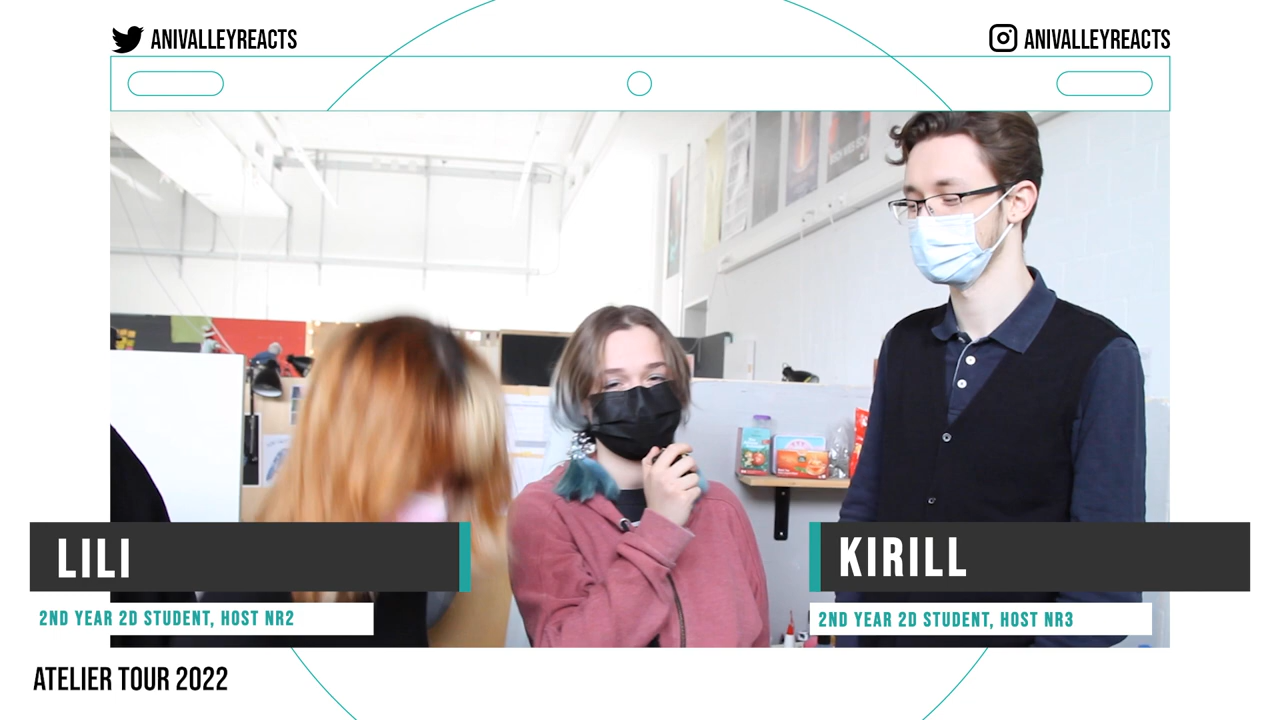 ANIVALLEYREACTS
ANIVALLEYREACTS
LILI
KIRILL
2ND YEAR 2D STUDENT, HOST NR2
2ND YEAR 2D STUDENT, HOST NR3
ATELIER TOUR 2022